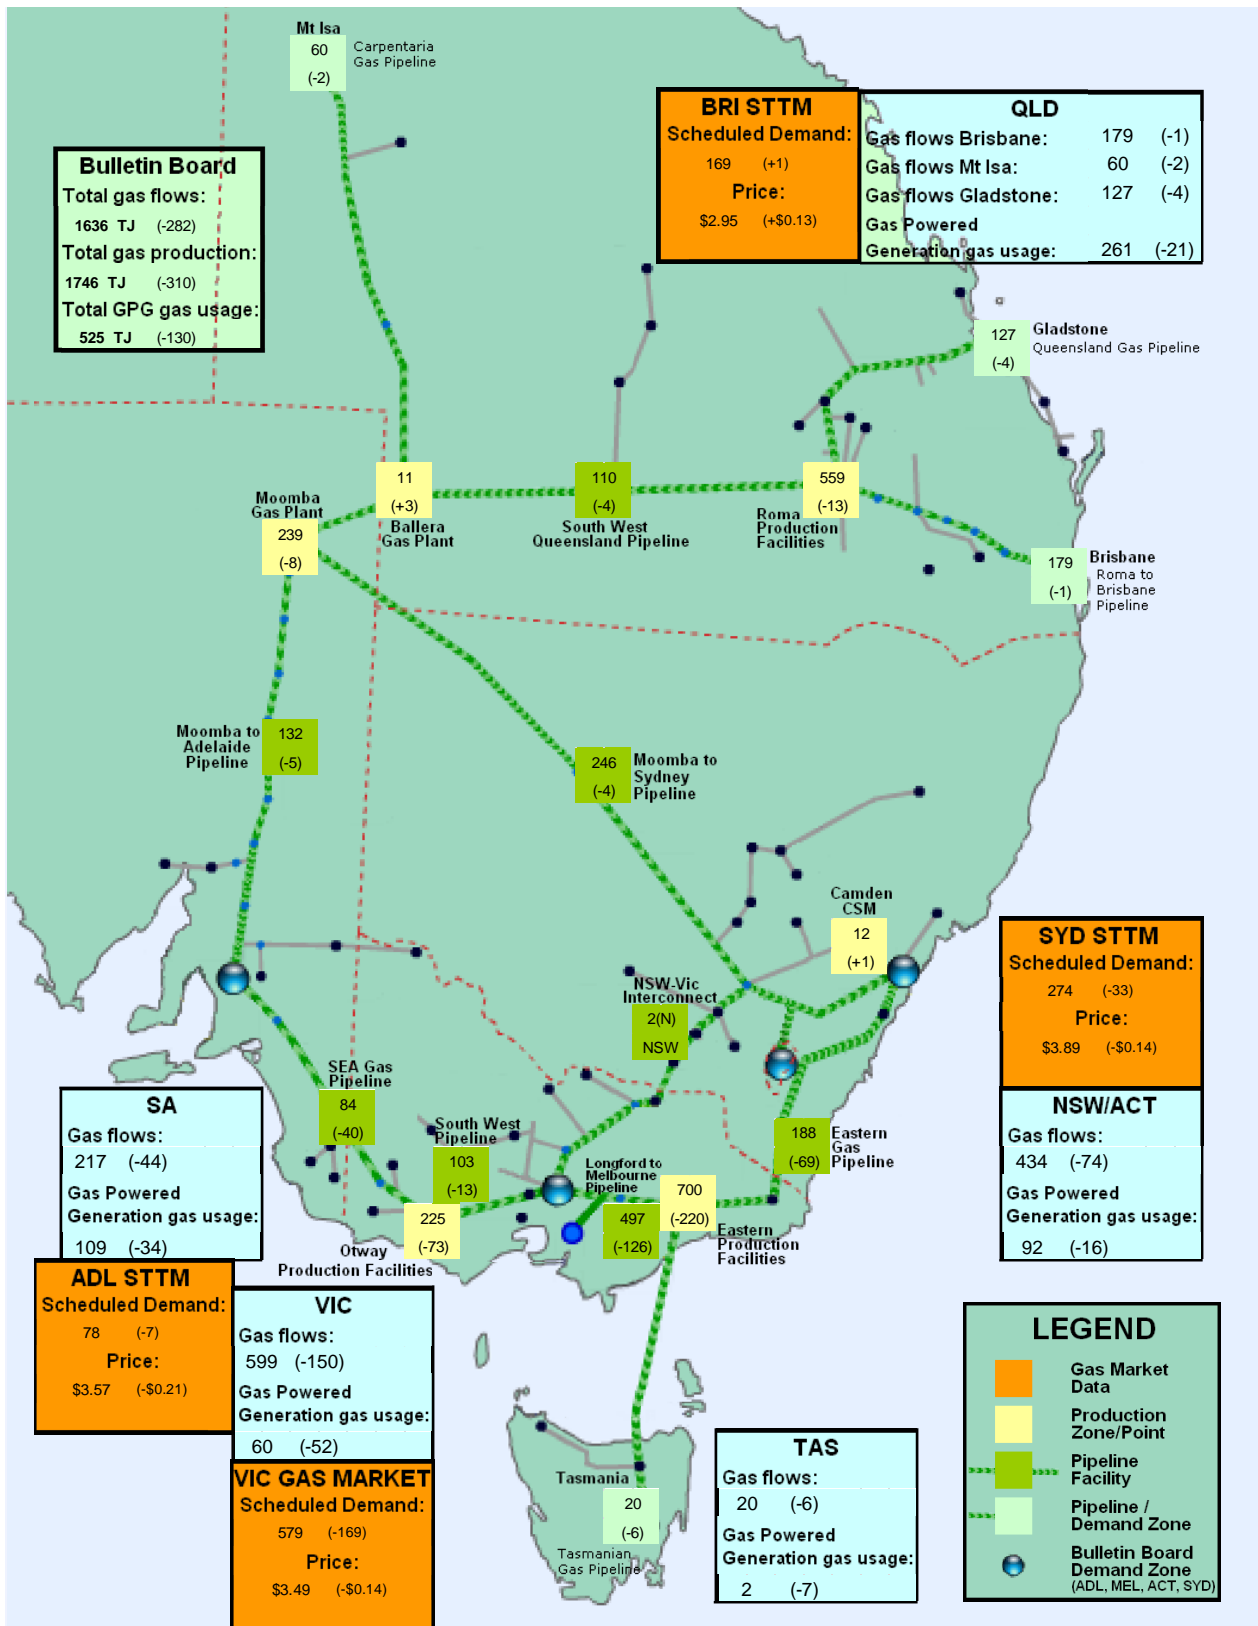 Mt Isa
60
(-2)
Carpentaria
Gas Pipeline
BRI STTM
Scheduled Demand:
169 (+1)
Price:
$2.95 (+$0.13)
QLD
Gas flows Brisbane: 179 (-1)
Gas flows Mt Isa: 60 (-2)
Gas flows Gladstone: 127 (-4)
Gas Powered
Generation gas usage: 261 (-21)
Bulletin Board
Total gas flows:
1636 TJ (-282)
Total gas production:
1746 TJ (-310)
Total GPG gas usage:
525 TJ (-130)
127
(-4)
Gladstone
Queensland Gas Pipeline
11
(+3)
Ballera
Gas Plant
110
(-4)
South West
Queensland Pipeline
559
(-13)
Roma
Production
Facilities
Moomba
Gas Plant
239
(-8)
179
(-1)
Brisbane
Roma to
Brisbane
Pipeline
Moomba to
Adelaide
Pipeline
132
(-5)
246
(-4)
Moomba to
Sydney
Pipeline
Camden
CSM
12
(+1)
SYD STTM
Scheduled Demand:
274 (-33)
Price:
$3.89 (-$0.14)
NSW-Vic
Interconnect
2(N)
NSW
SEA Gas
Pipeline
84
(-40)
SA
Gas flows:
217 (-44)
Gas Powered
Generation gas usage:
109 (-34)
South West
Pipeline
103
(-13)
Longford to
Melbourne
Pipeline
497
(-126)
700
(-220)
Eastern
Production
Facilities
188
(-69)
Eastern
Gas
Pipeline
NSW/ACT
Gas flows:
434 (-74)
Gas Powered
Generation gas usage:
92 (-16)
225
(-73)
Otway
Production Facilities
ADL STTM
Scheduled Demand:
78 (-7)
Price:
$3.57 (-$0.21)
VIC
Gas flows:
599 (-150)
Gas Powered
Generation gas usage:
60 (-52)
VIC GAS MARKET
Scheduled Demand:
579 (-169)
Price:
$3.49 (-$0.14)
Tasmania
20
(-6)
Tasmanian
Gas Pipeline
TAS
Gas flows:
20 (-6)
Gas Powered
Generation gas usage:
2 (-7)
LEGEND
Gas Market
Data
Production
Zone/Point
Pipeline
Facility
Pipeline /
Demand Zone
Bulletin Board
Demand Zone
(ADL, MEL, ACT, SYD)